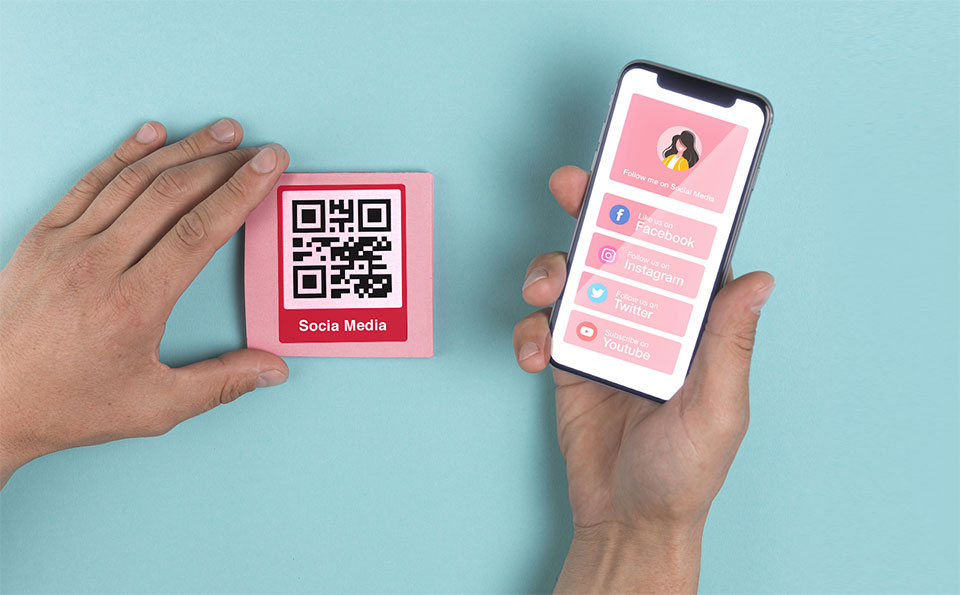 Socia Media
Follow me on Social Media
Like us on
Facebook
Follow us on
Instagram
Follow us on
Twitter
Subscribe on
Youtube